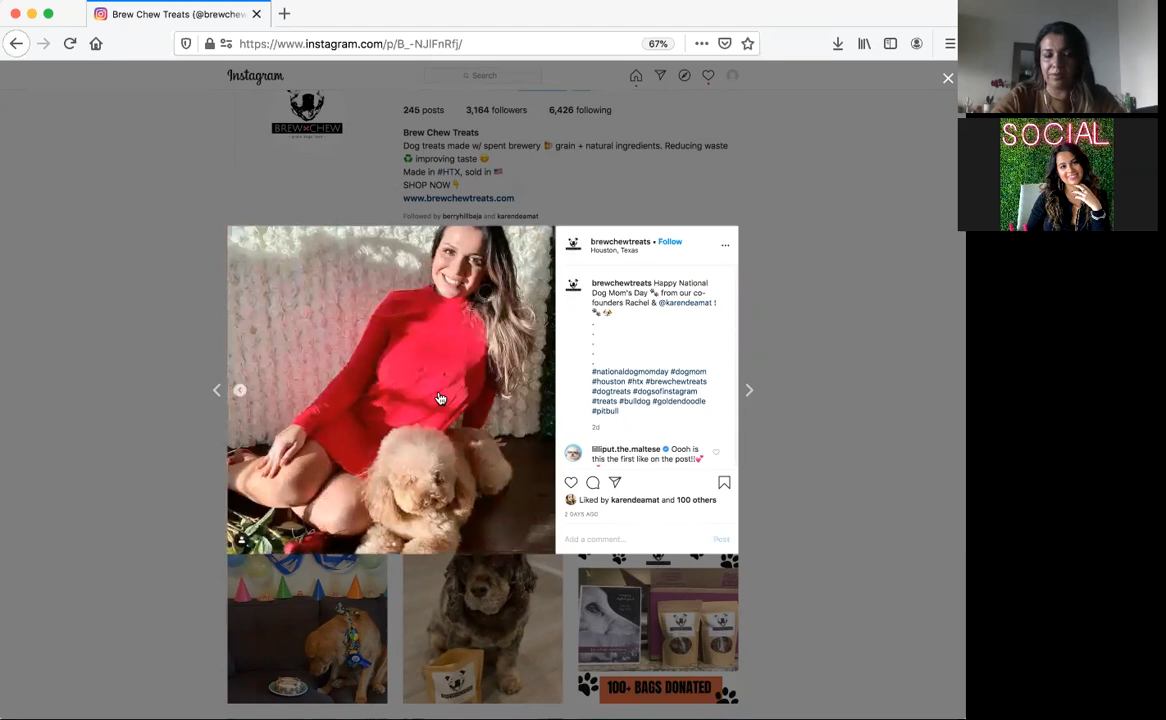 Brew Chew Treats (@brewchew
https://www.instagram.com/p/B_-NJlFnRfj/
67%
Instagram
Search
BREW×CHEW
245 posts 3,164 followers 6,426 following
Brew Chew Treats
Dog treats made w/ spent brewery 🍺 grain + natural ingredients. Reducing waste
♻️ improving taste 😋
Made in #HTX, sold in 🇺🇸
SHOP NOW👇
www.brewchewtreats.com
Followed by berryhillbaja and karendeamat
brewchewtreats • Follow
Houston, Texas
brewchewtreats Happy National
Dog Mom's Day 🐾 from our co-
founders Rachel & @karendeamat !
🐾 🐶
.
.
.
.
.
#nationaldogmomday #dogmom
#houston #htx #brewchewtreats
#dogtreats #dogsofinstagram
#treats #bulldog #goldendoodle
#pitbull
2d
lilliput.the.maltese Oooh is
this the first like on the post!!💕
Liked by karendeamat and 100 others
2 DAYS AGO
Add a comment... Post
100+ BAGS DONATED
SOCIAL